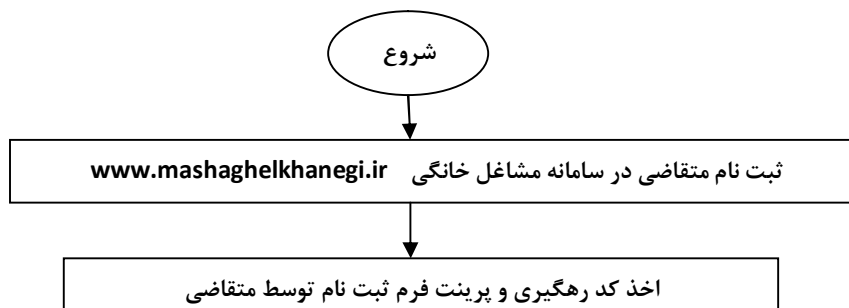 شروع
ثبت نام متقاضی در سامانه مشاغل خانگی www.mashaghelkhanegi.ir
اخذ کد رهگیری و پرینت فرم ثبت نام توسط متقاضی